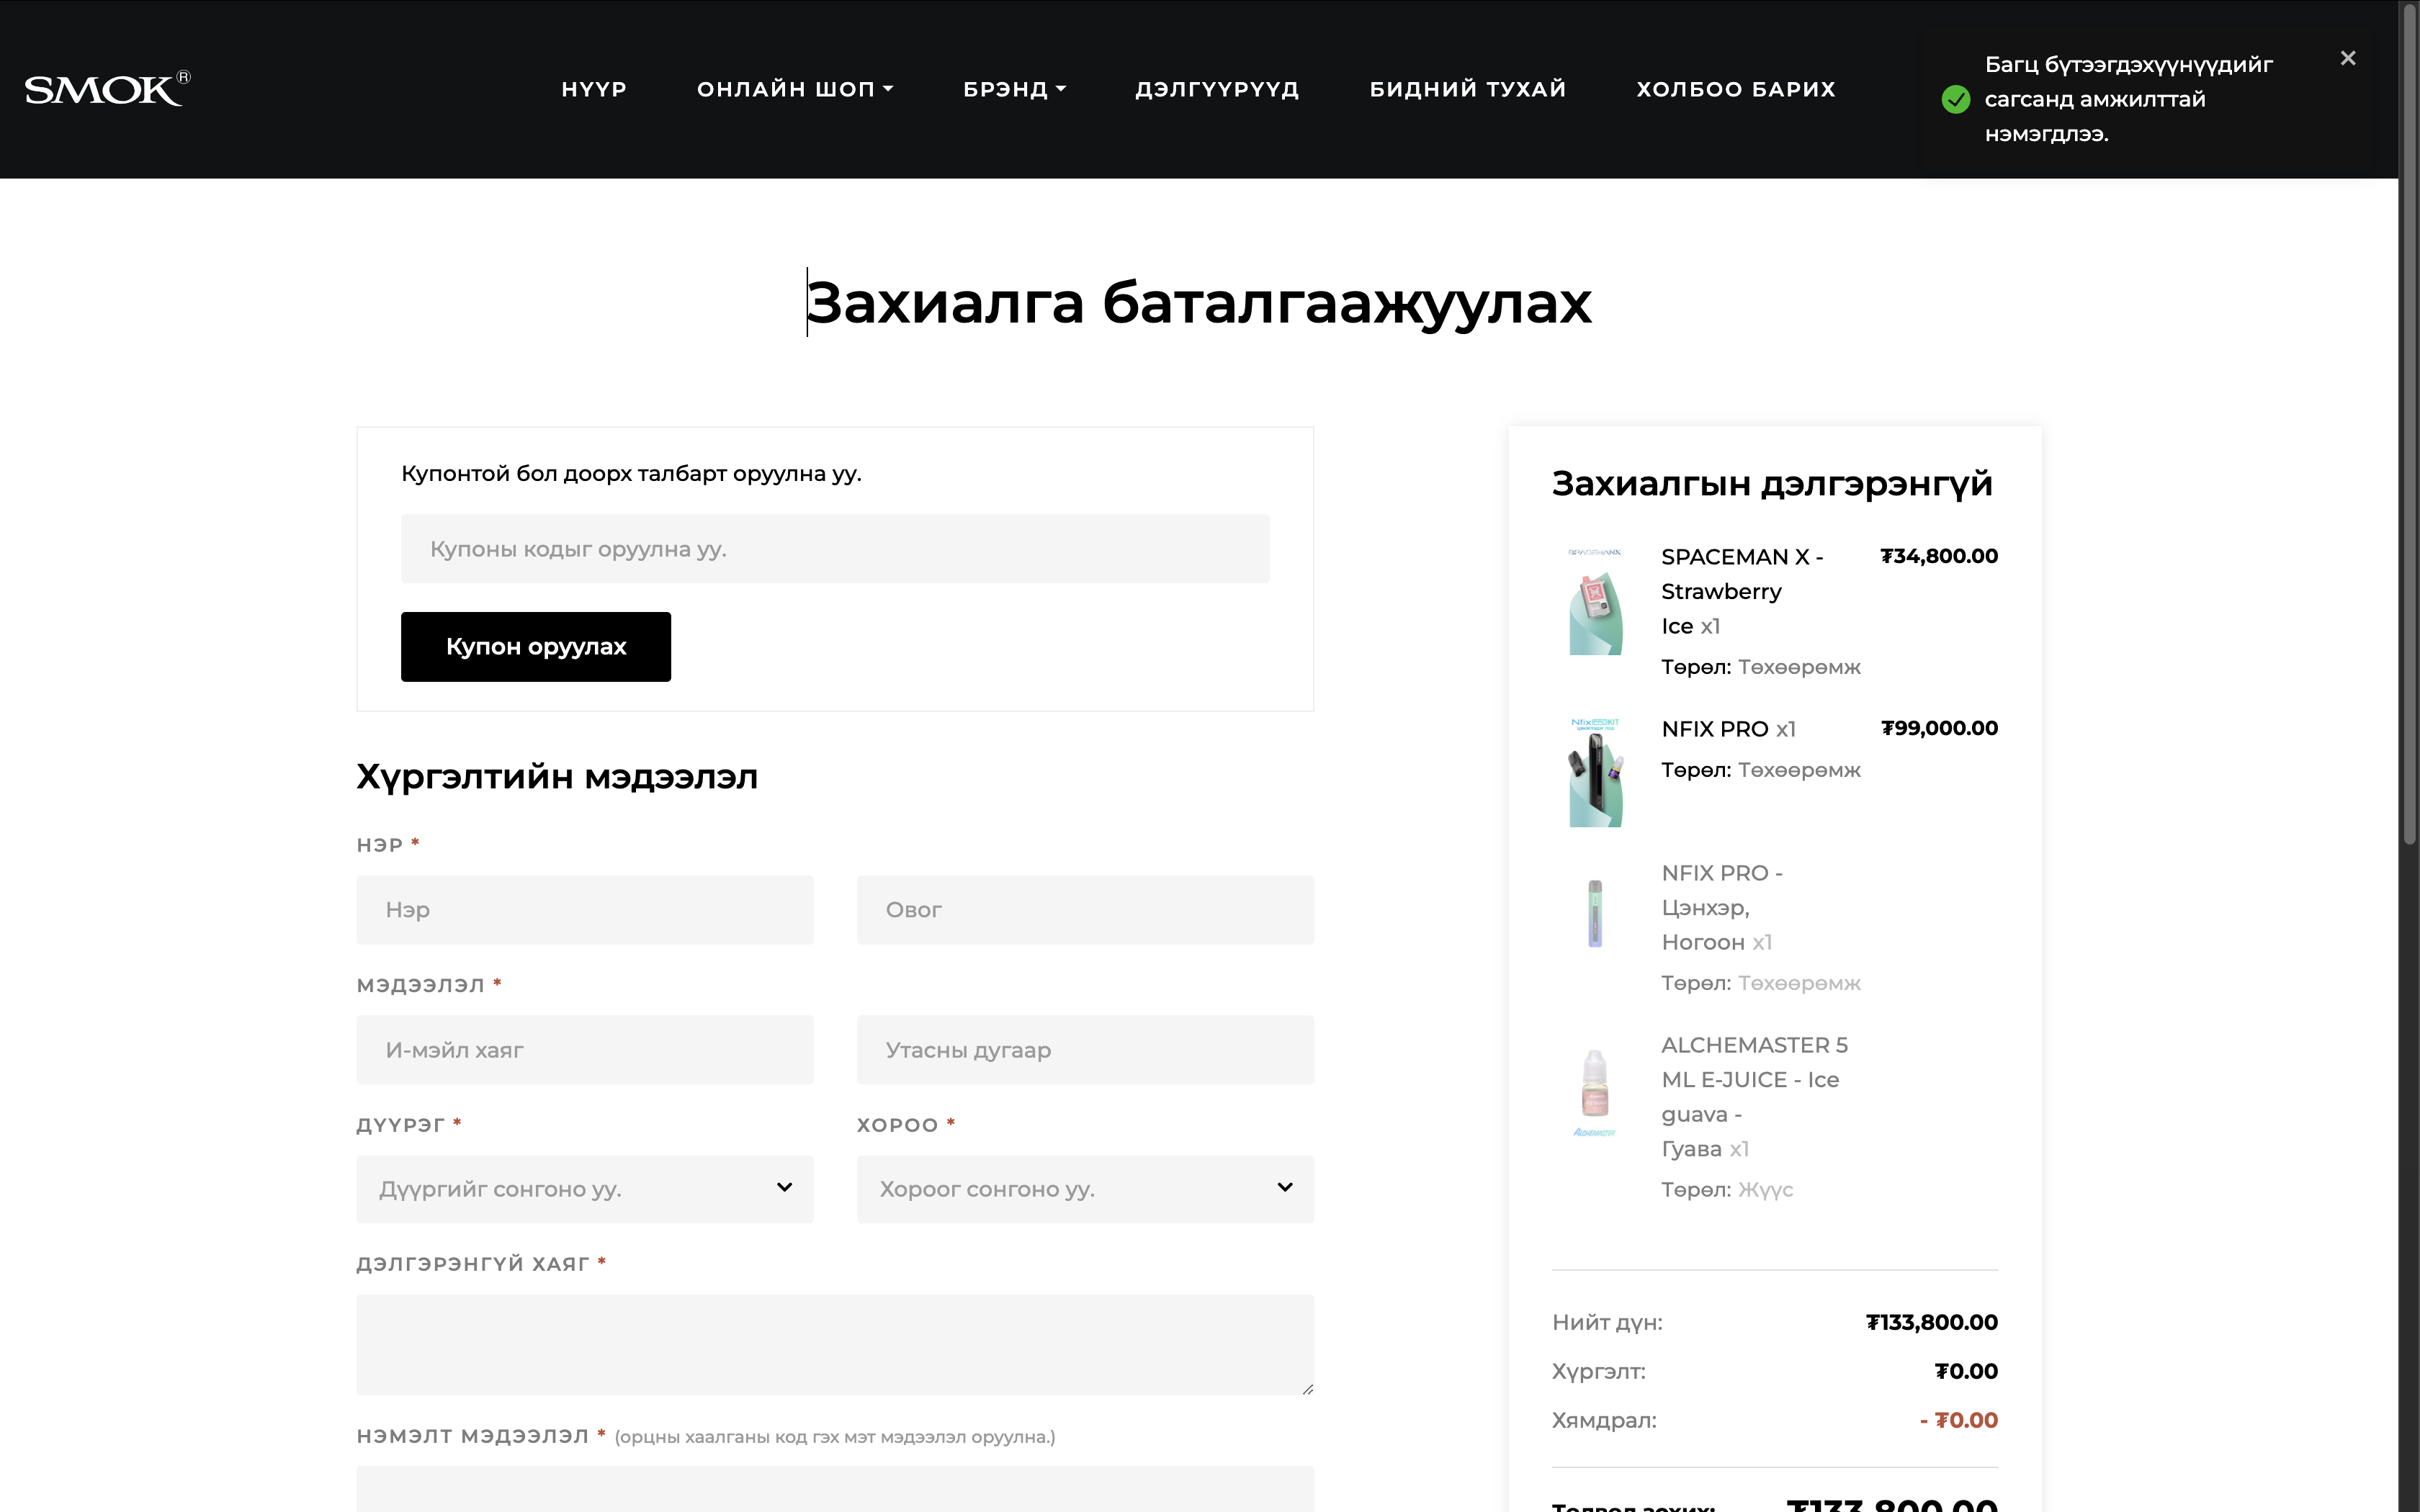 SMOK®
НҮҮР
ОНЛАЙН ШОП
БРЭНД
ДЭЛГҮҮРҮҮД
БИДНИЙ ТУХАЙ
ХОЛБОО БАРИХ
Багц бүтээгдэхүүнүүдийг
сагсанд амжилттай
нэмэгдлээ.
Захиалга баталгаажуулах
Купонтой бол доорх талбарт оруулна уу.
Купоны кодыг оруулна уу.
Купон оруулах
Хүргэлтийн мэдээлэл
НЭР *
Нэр
Овог
МЭДЭЭЛЭЛ *
И-мэйл хаяг
Утасны дугаар
ДҮҮРЭГ *
ХОРОО *
Дүүргийг сонгоно уу.
Хороог сонгоно уу.
ДЭЛГЭРЭНГҮЙ ХАЯГ *
НЭМЭЛТ МЭДЭЭЛЭЛ * (орцны хаалганы код гэх мэт мэдээлэл оруулна.)
Захиалгын дэлгэрэнгүй
SPACEMAN X
SPACEMAN X -
Strawberry
Ice x1
₮34,800.00
Төрөл: Төхөөрөмж
NFIX PRO x1
₮99,000.00
Төрөл: Төхөөрөмж
NFIX PRO -
Цэнхэр,
Ногоон x1
Төрөл: Төхөөрөмж
ALCHEMASTER
ALCHEMASTER 5
ML E-JUICE - Ice
guava -
Гуава x1
Төрөл: Жүүс
Нийт дүн: ₮133,800.00
Хүргэлт: ₮0.00
Хямдрал: - ₮0.00
Төлвөл зохих: ₮133,800.00